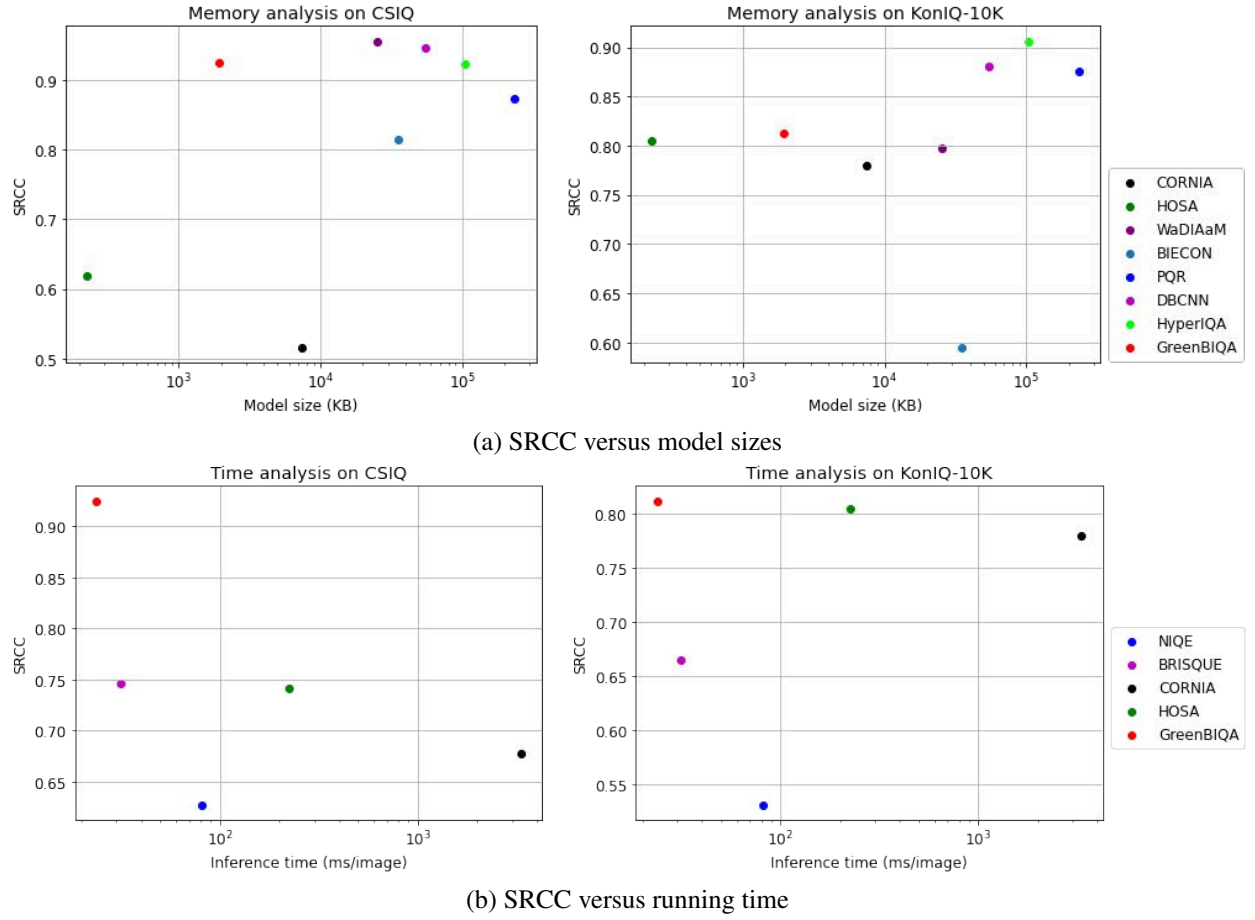 Memory analysis on CSIQ
SRCC
0.9
0.8
0.7
0.6
0.5
10³
10⁴
10⁵
Model size (KB)
Memory analysis on KonIQ-10K
SRCC
0.90
0.85
0.80
0.75
0.70
0.65
0.60
10³
10⁴
10⁵
Model size (KB)
CORNIA
HOSA
WaDIAaM
BIECON
PQR
DBCNN
HyperIQA
GreenBIQA
(a) SRCC versus model sizes
Time analysis on CSIQ
SRCC
0.90
0.85
0.80
0.75
0.70
0.65
10²
10³
Inference time (ms/image)
Time analysis on KonIQ-10K
SRCC
0.80
0.75
0.70
0.65
0.60
0.55
10²
10³
Inference time (ms/image)
NIQE
BRISQUE
CORNIA
HOSA
GreenBIQA
(b) SRCC versus running time